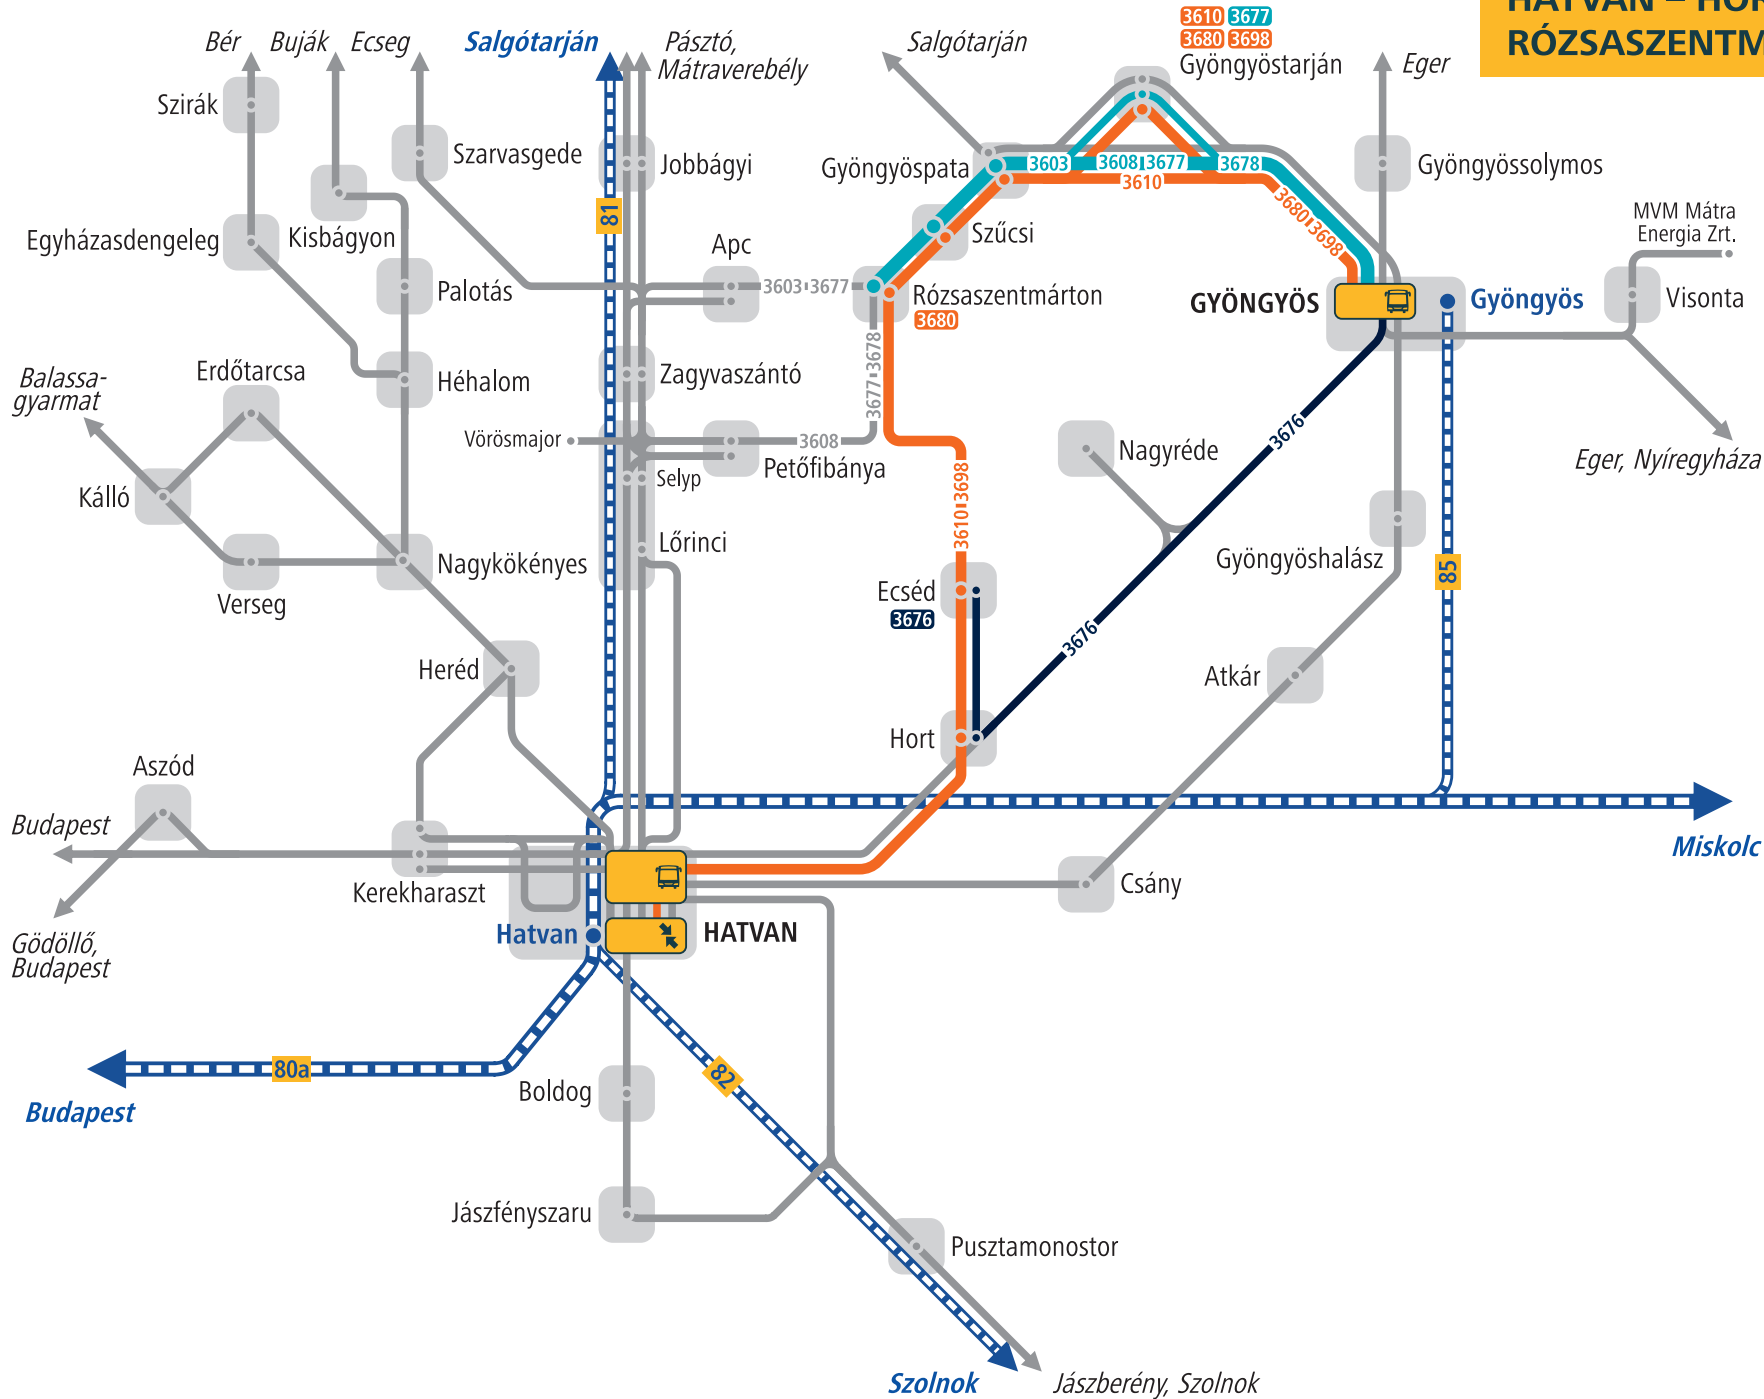 HATVAN – HOR
RÓZSASZENTM
3610 3677
3680 3698
Gyöngyöstarján
Bér
Buják
Ecseg
Salgótarján
Pásztó,
Mátraverebély
Salgótarján
Eger
Szirák
Szarvasgede
Jobbágyi
Gyöngyöspata
3603
3608 3677
3678
3610
Gyöngyössolymos
81
3680 3698
MVM Mátra
Energia Zrt.
Egyházasdengeleg
Kisbágyon
Apc
Szűcsi
Palotás
3603 3677
Rózsaszentmárton
3680
GYÖNGYÖS
Gyöngyös
Visonta
3677 3678
Balassa-
gyarmat
Erdőtarcsa
Héhalom
Zagyvaszántó
Vörösmajor
3608
3676
Nagyréde
Petőfibánya
Eger, Nyíregyháza
Selyp
Kálló
3610 3698
Lőrinci
Gyöngyöshalász
Nagykökényes
85
Verseg
Ecséd
3676
3676
Heréd
Atkár
Hort
Aszód
Budapest
Miskolc
Kerekharaszt
Csány
Gödöllő,
Budapest
Hatvan
HATVAN
80a
82
Boldog
Budapest
Jászfényszaru
Pusztamonostor
Szolnok
Jászberény, Szolnok